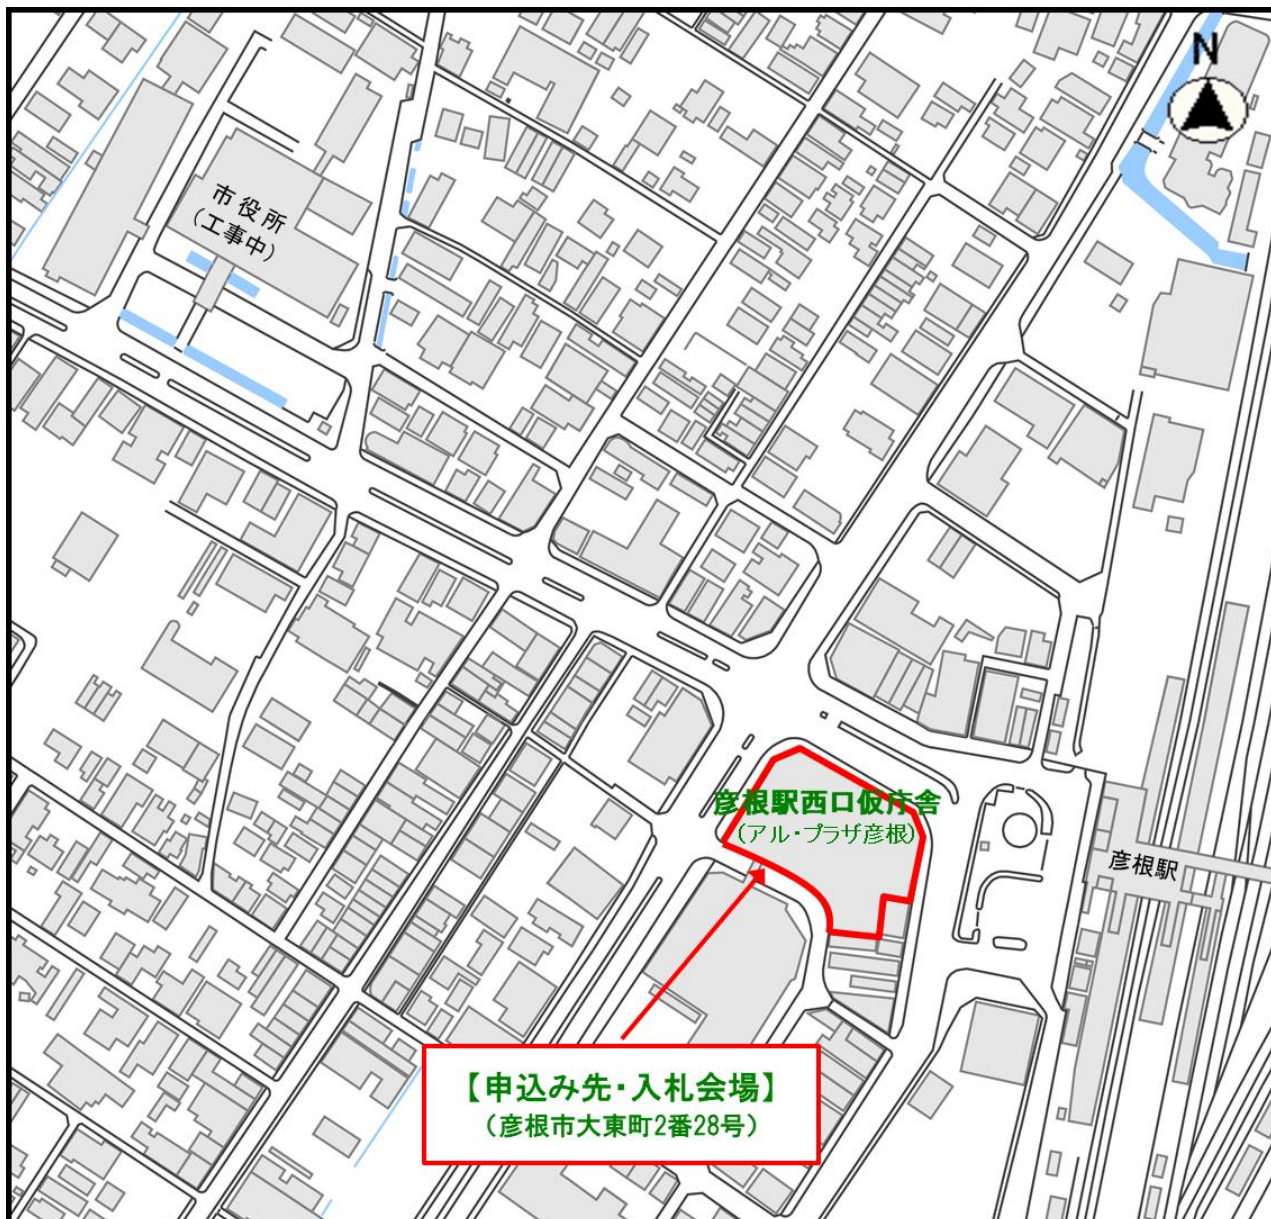 N
市役所
(工事中)
彦根駅西口仮庁舎
(アル・プラザ彦根)
彦根駅
【申込み先・入札会場】
(彦根市大東町2番28号)